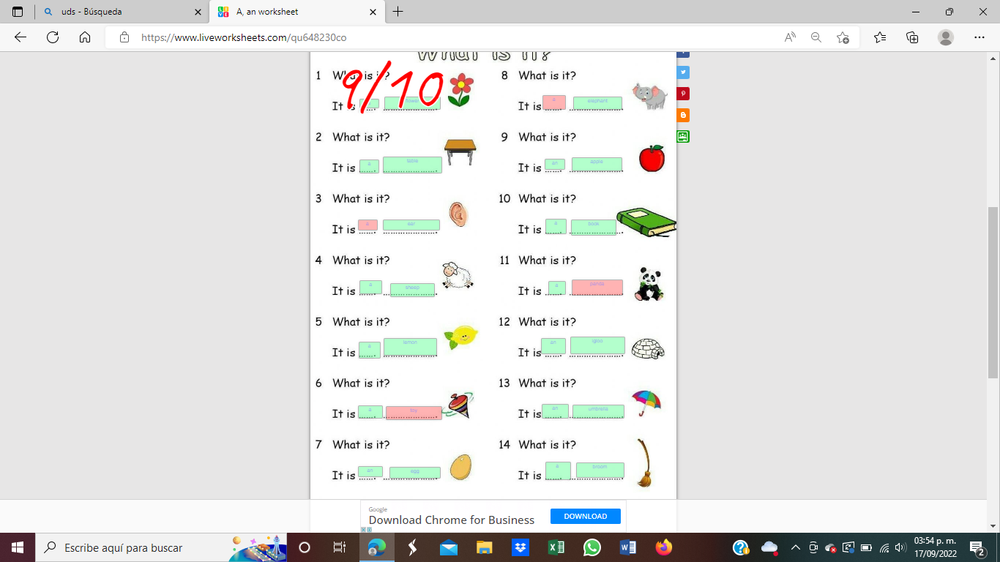 uds - Búsqueda
A, an worksheet
https://www.liveworksheets.com/qu648230co
What is it?
9/10
1 What is it?
It is a flower
2 What is it?
It is a table
3 What is it?
It is a ear
4 What is it?
It is a sheep
5 What is it?
It is a lemon
6 What is it?
It is a toy
7 What is it?
It is an egg
8 What is it?
It is a elephant
9 What is it?
It is an apple
10 What is it?
It is a book
11 What is it?
It is a panda
12 What is it?
It is an igloo
13 What is it?
It is an umbrella
14 What is it?
It is a broom
Google
Download Chrome for Business
DOWNLOAD
Escribe aquí para buscar
03:54 p. m.
17/09/2022
2